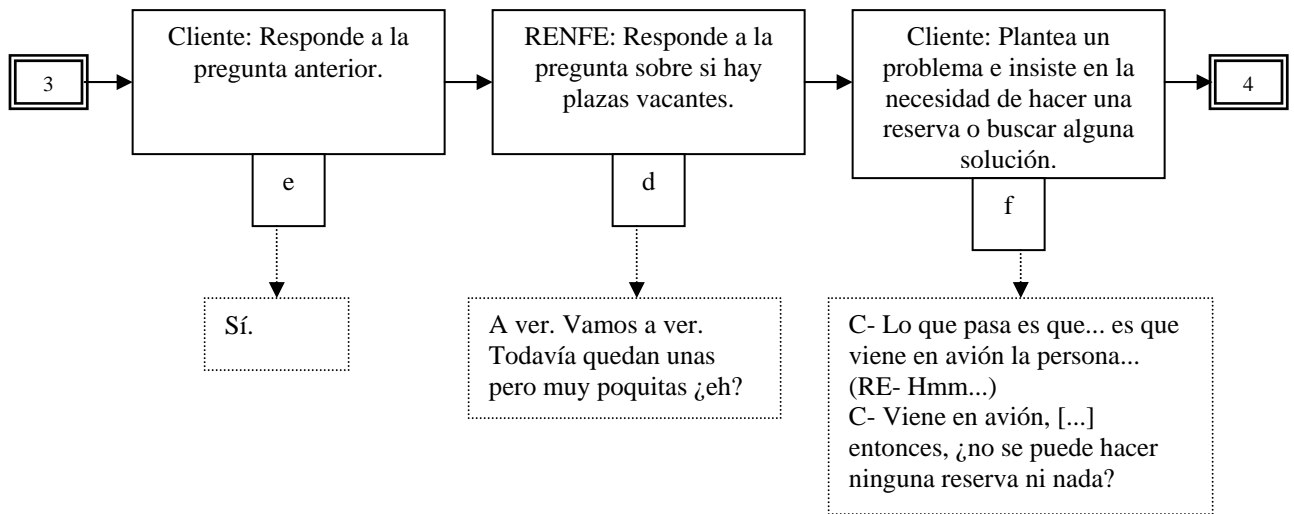 3
Cliente: Responde a la
pregunta anterior.
e
Sí.
RENFE: Responde a la
pregunta sobre si hay
plazas vacantes.
d
A ver. Vamos a ver.
Todavía quedan unas
pero muy poquitas ¿eh?
Cliente: Plantea un
problema e insiste en la
necesidad de hacer una
reserva o buscar alguna
solución.
f
C- Lo que pasa es que... es que
viene en avión la persona...
(RE- Hmm...)
C- Viene en avión, [...]
entonces, ¿no se puede hacer
ninguna reserva ni nada?
4